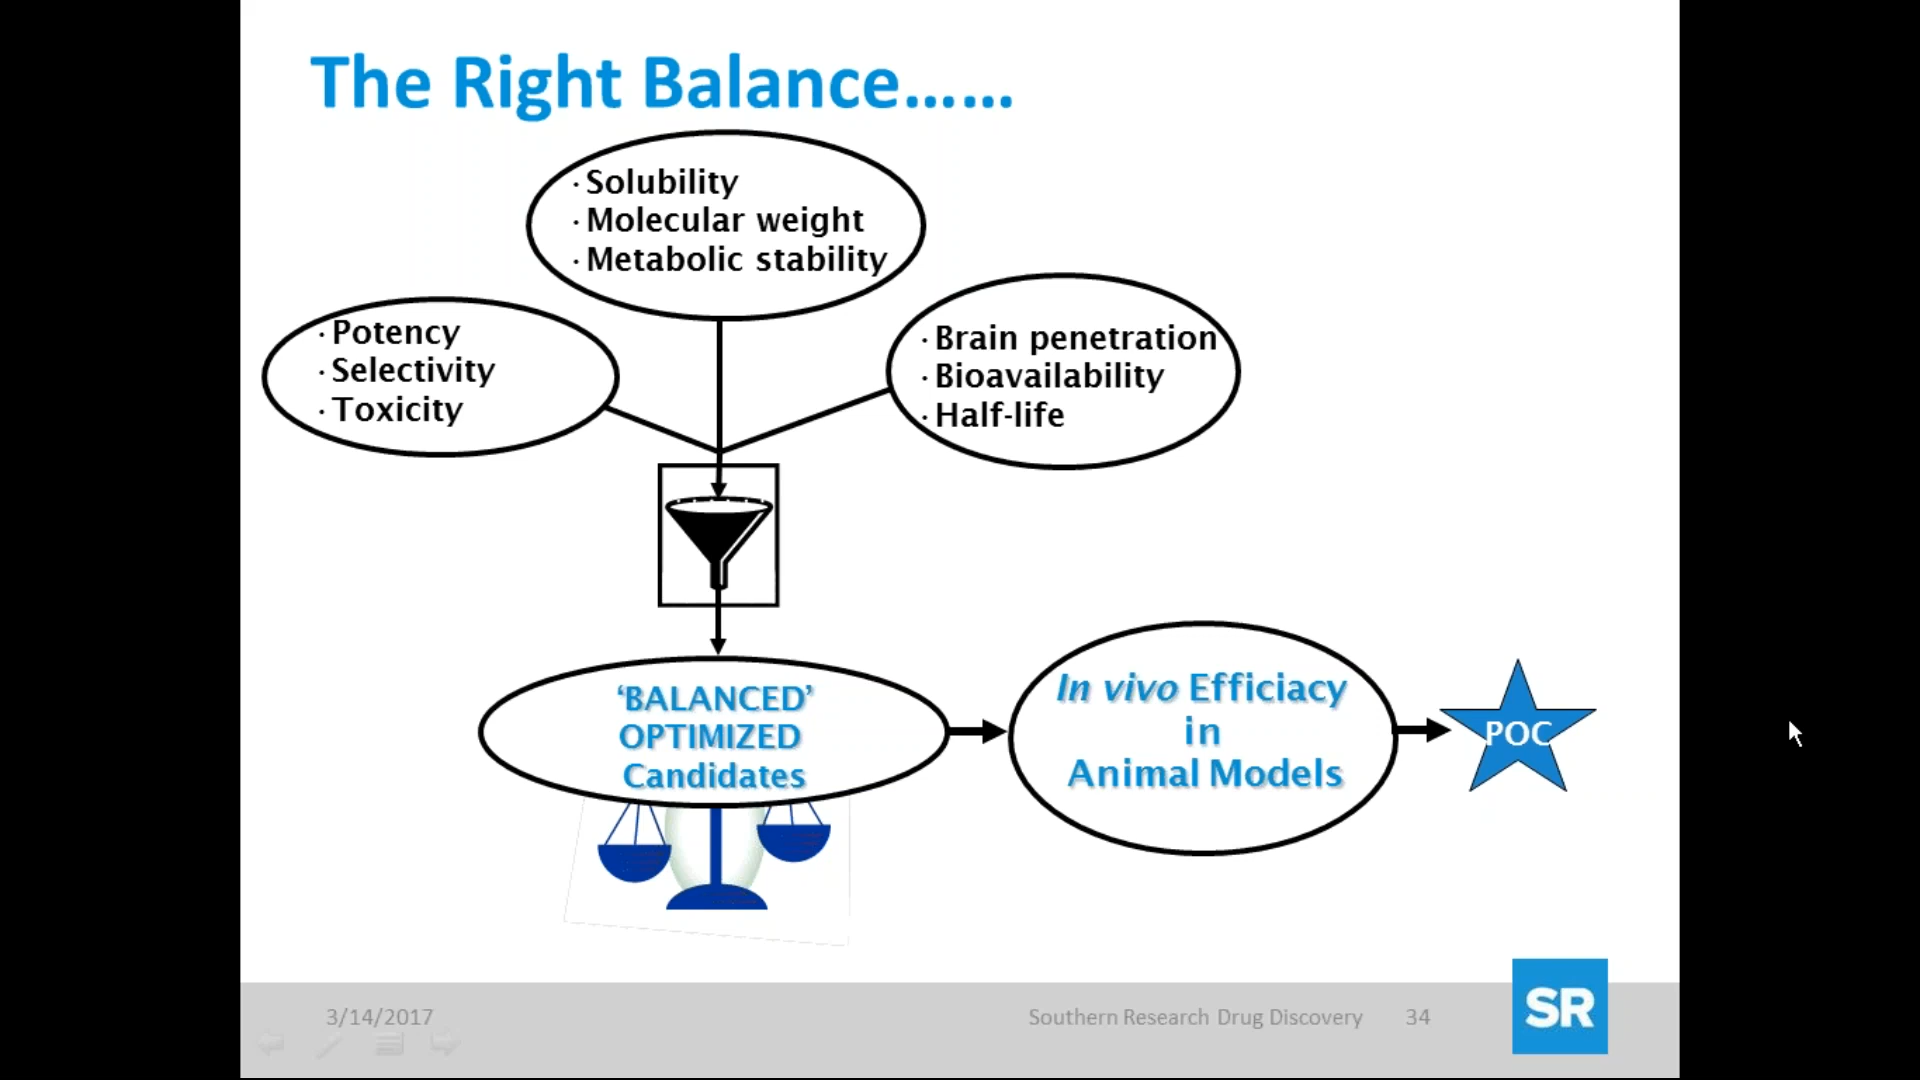 The Right Balance......
· Solubility
· Molecular weight
· Metabolic stability
· Potency
· Selectivity
· Toxicity
· Brain penetration
· Bioavailability
· Half-life
‘BALANCED’
OPTIMIZED
Candidates
In vivo Efficiacy
in
Animal Models
POC
3/14/2017
Southern Research Drug Discovery
34
SR